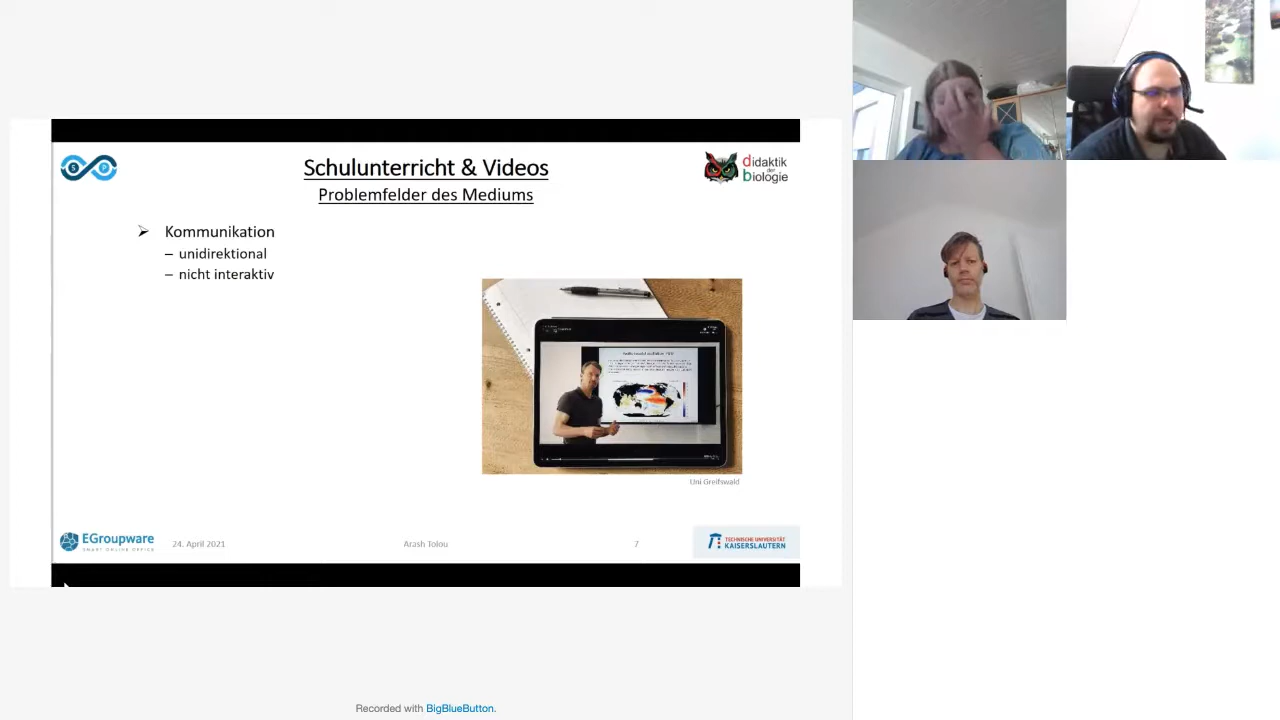 Schulunterricht & Videos
Problemfelder des Mediums
didaktik
der
biologie
➢ Kommunikation
– unidirektional
– nicht interaktiv
Uni Greifswald
EGroupware
SMART ONLINE OFFICE
24. April 2021
Arash Tolou
7
TECHNISCHE UNIVERSITÄT
KAISERSLAUTERN
Recorded with BigBlueButton.